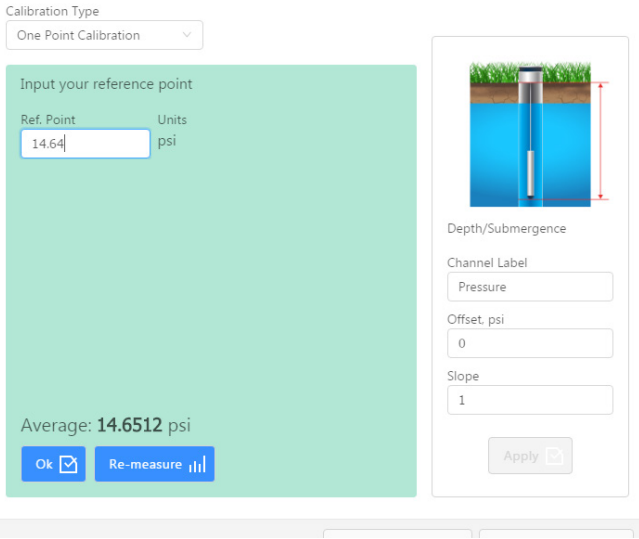 Calibration Type
One Point Calibration
Input your reference point
Ref. Point Units
14.64 psi
Average: 14.6512 psi
Ok Re-measure
Depth/Submergence
Channel Label
Pressure
Offset, psi
0
Slope
1
Apply